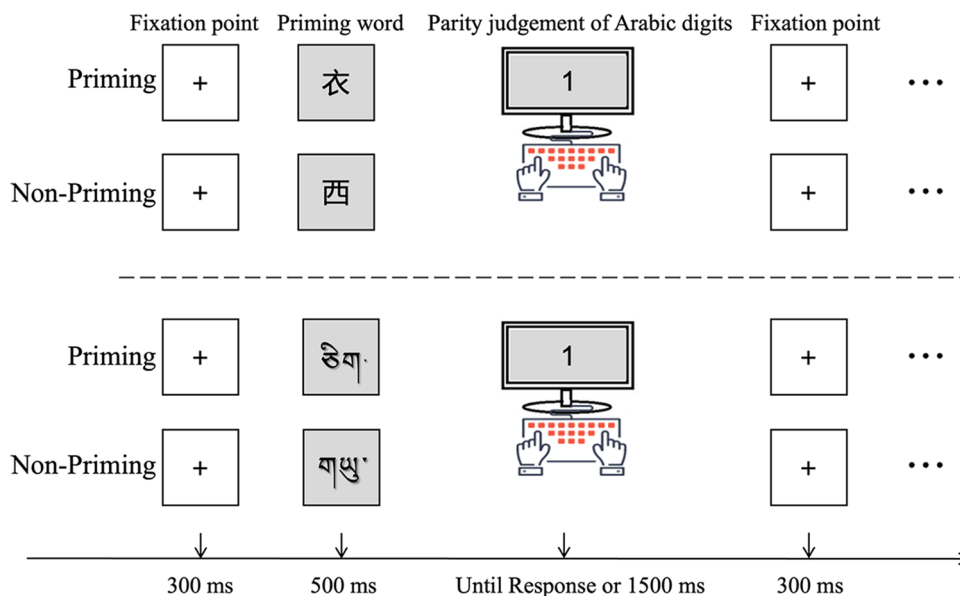 Fixation point Priming word Parity judgement of Arabic digits Fixation point
Priming + 衣 1 + •••
Non-Priming + 西 + •••
Priming + ཅིག་ 1 + •••
Non-Priming + གཡུ་ + •••
300 ms 500 ms Until Response or 1500 ms 300 ms